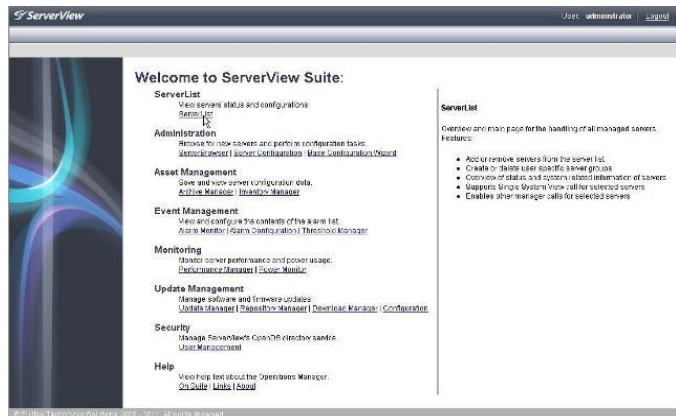 ServerView
User: administrator | Logout
Welcome to ServerView Suite:
ServerList
View servers status and configurations.
ServerList
Administration
Browse for new servers and perform configuration tasks.
ServerBrowser | Server Configuration | Base Configuration Wizard
Asset Management
Save and view server configuration data.
Archive Manager | Inventory Manager
Event Management
View and configure the contents of the alarm list.
Alarm Monitor | Alarm Configuration | Threshold Manager
Monitoring
Monitor server performance and power usage.
Performance Manager | Power Monitor
Update Management
Manage software and firmware updates.
Update Manager | Repository Manager | Download Manager | Configuration
Security
Manage ServerView's OpenDS directory service.
User Management
Help
View help text about the Operations Manager.
On Suite | Links | About
ServerList
Overview and main page for the handling of all managed servers.
Features:
Add or remove servers from the server list
Create or delete user specific server groups
Overview of status and system related information of servers
Supports Single System View call for selected servers
Enables other manager calls for selected servers
© Fujitsu Technology Solutions 2009 - 2011. All rights reserved.